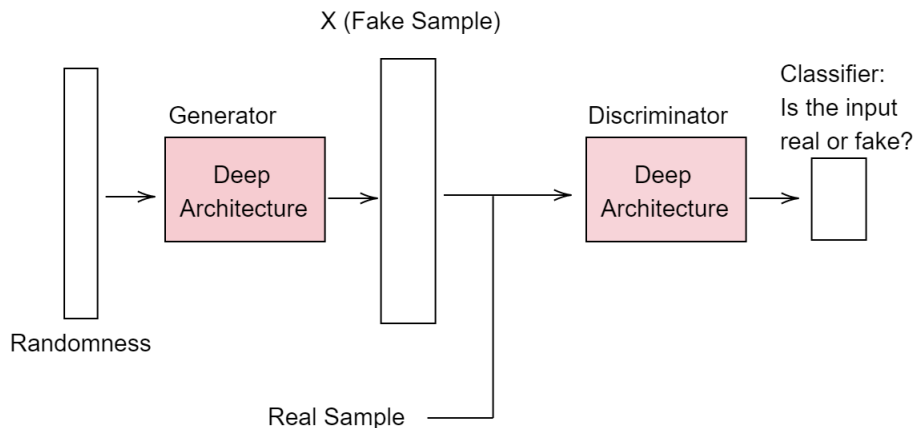 X (Fake Sample)
Classifier:
Is the input
real or fake?
Generator
Discriminator
Deep
Architecture
Deep
Architecture
Randomness
Real Sample